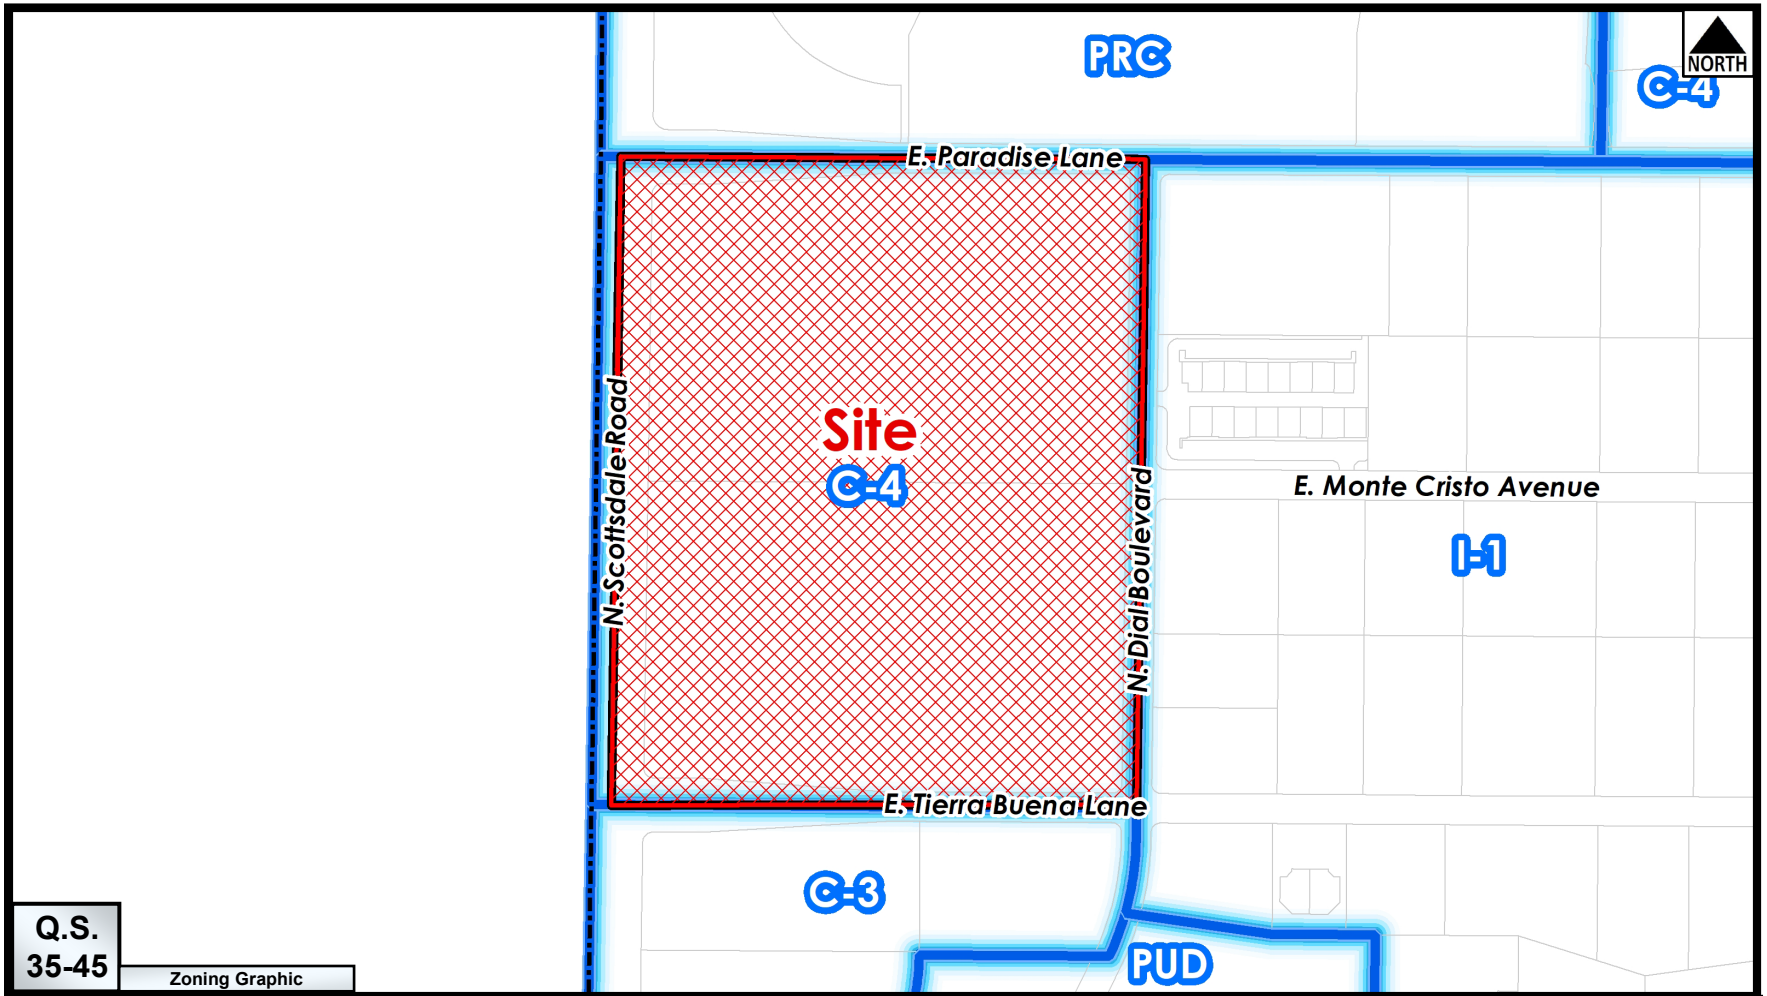 PRC
NORTH
C-4
E. Paradise Lane
N. Scottsdale Road
Site
C-4
N. Dial Boulevard
E. Monte Cristo Avenue
I-1
E. Tierra Buena Lane
C-3
PUD
Q.S.
35-45
Zoning Graphic